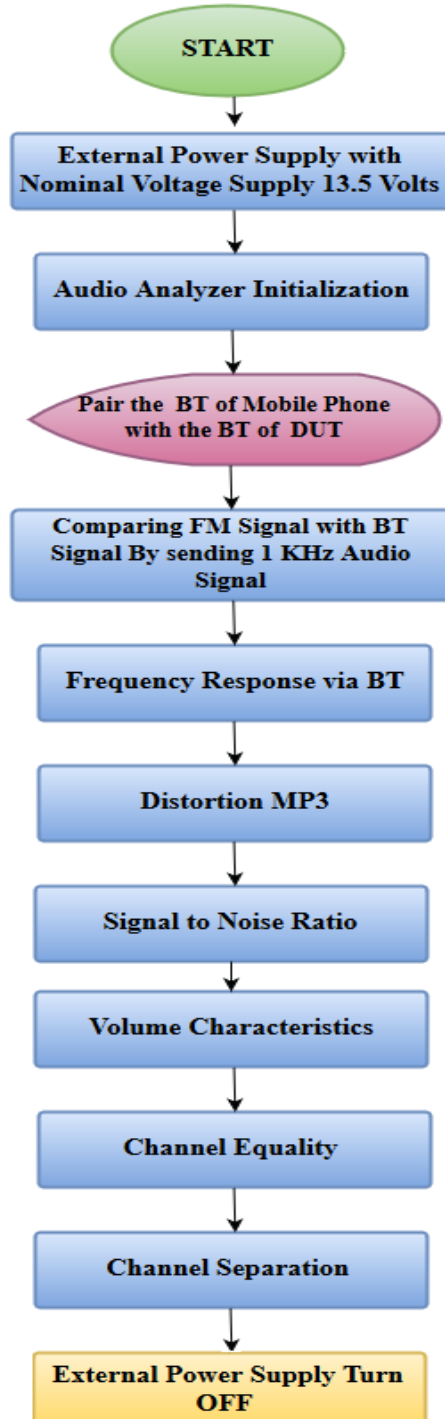 START
External Power Supply with
Nominal Voltage Supply 13.5 Volts
Audio Analyzer Initialization
Pair the BT of Mobile Phone
with the BT of DUT
Comparing FM Signal with BT
Signal By sending 1 KHz Audio
Signal
Frequency Response via BT
Distortion MP3
Signal to Noise Ratio
Volume Characteristics
Channel Equality
Channel Separation
External Power Supply Turn
OFF